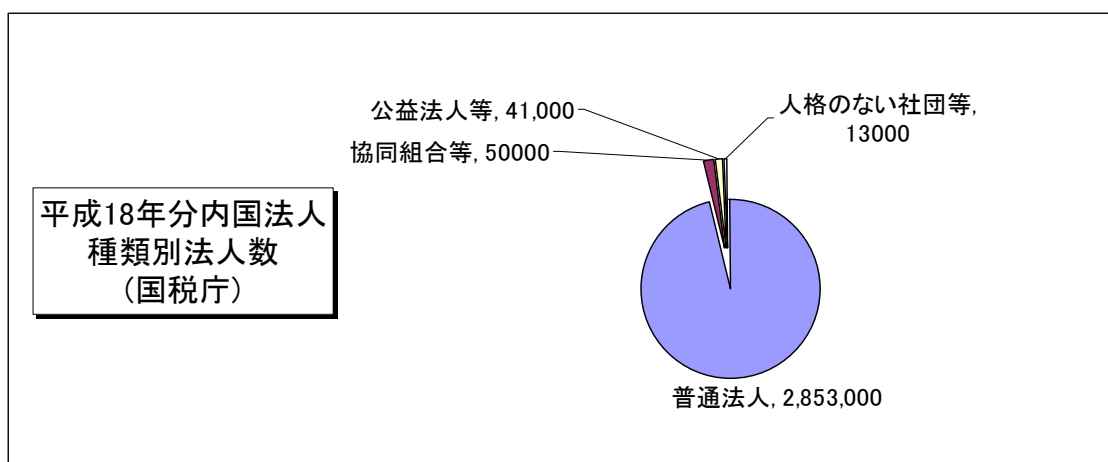 平成18年分内国法人
種類別法人数
(国税庁)
公益法人等, 41,000
協同組合等, 50000
人格のない社団等,
13000
普通法人, 2,853,000